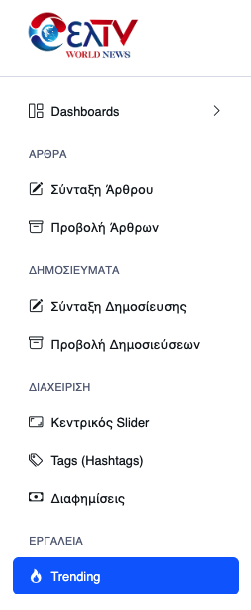 ΘελTV
WORLD NEWS
Dashboards
ΑΡΘΡΑ
Σύνταξη Άρθρου
Προβολή Άρθρων
ΔΗΜΟΣΙΕΥΜΑΤΑ
Σύνταξη Δημοσίευσης
Προβολή Δημοσιεύσεων
ΔΙΑΧΕΙΡΙΣΗ
Κεντρικός Slider
Tags (Hashtags)
Διαφημίσεις
ΕΡΓΑΛΕΙΑ
Trending